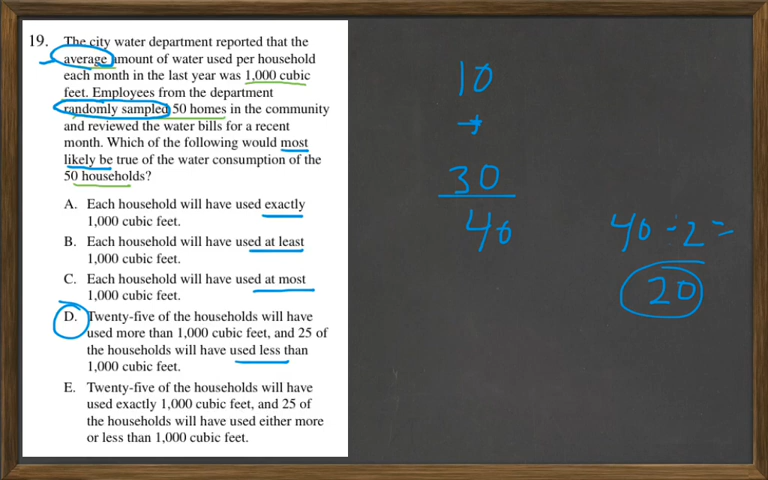 19. The city water department reported that the
average amount of water used per household
each month in the last year was 1,000 cubic
feet. Employees from the department
randomly sampled 50 homes in the community
and reviewed the water bills for a recent
month. Which of the following would most
likely be true of the water consumption of the
50 households?
A. Each household will have used exactly
1,000 cubic feet.
B. Each household will have used at least
1,000 cubic feet.
C. Each household will have used at most
1,000 cubic feet.
D. Twenty-five of the households will have
used more than 1,000 cubic feet, and 25 of
the households will have used less than
1,000 cubic feet.
E. Twenty-five of the households will have
used exactly 1,000 cubic feet, and 25 of
the households will have used either more
or less than 1,000 cubic feet.
10
+
30
40
40 ÷ 2 =
20